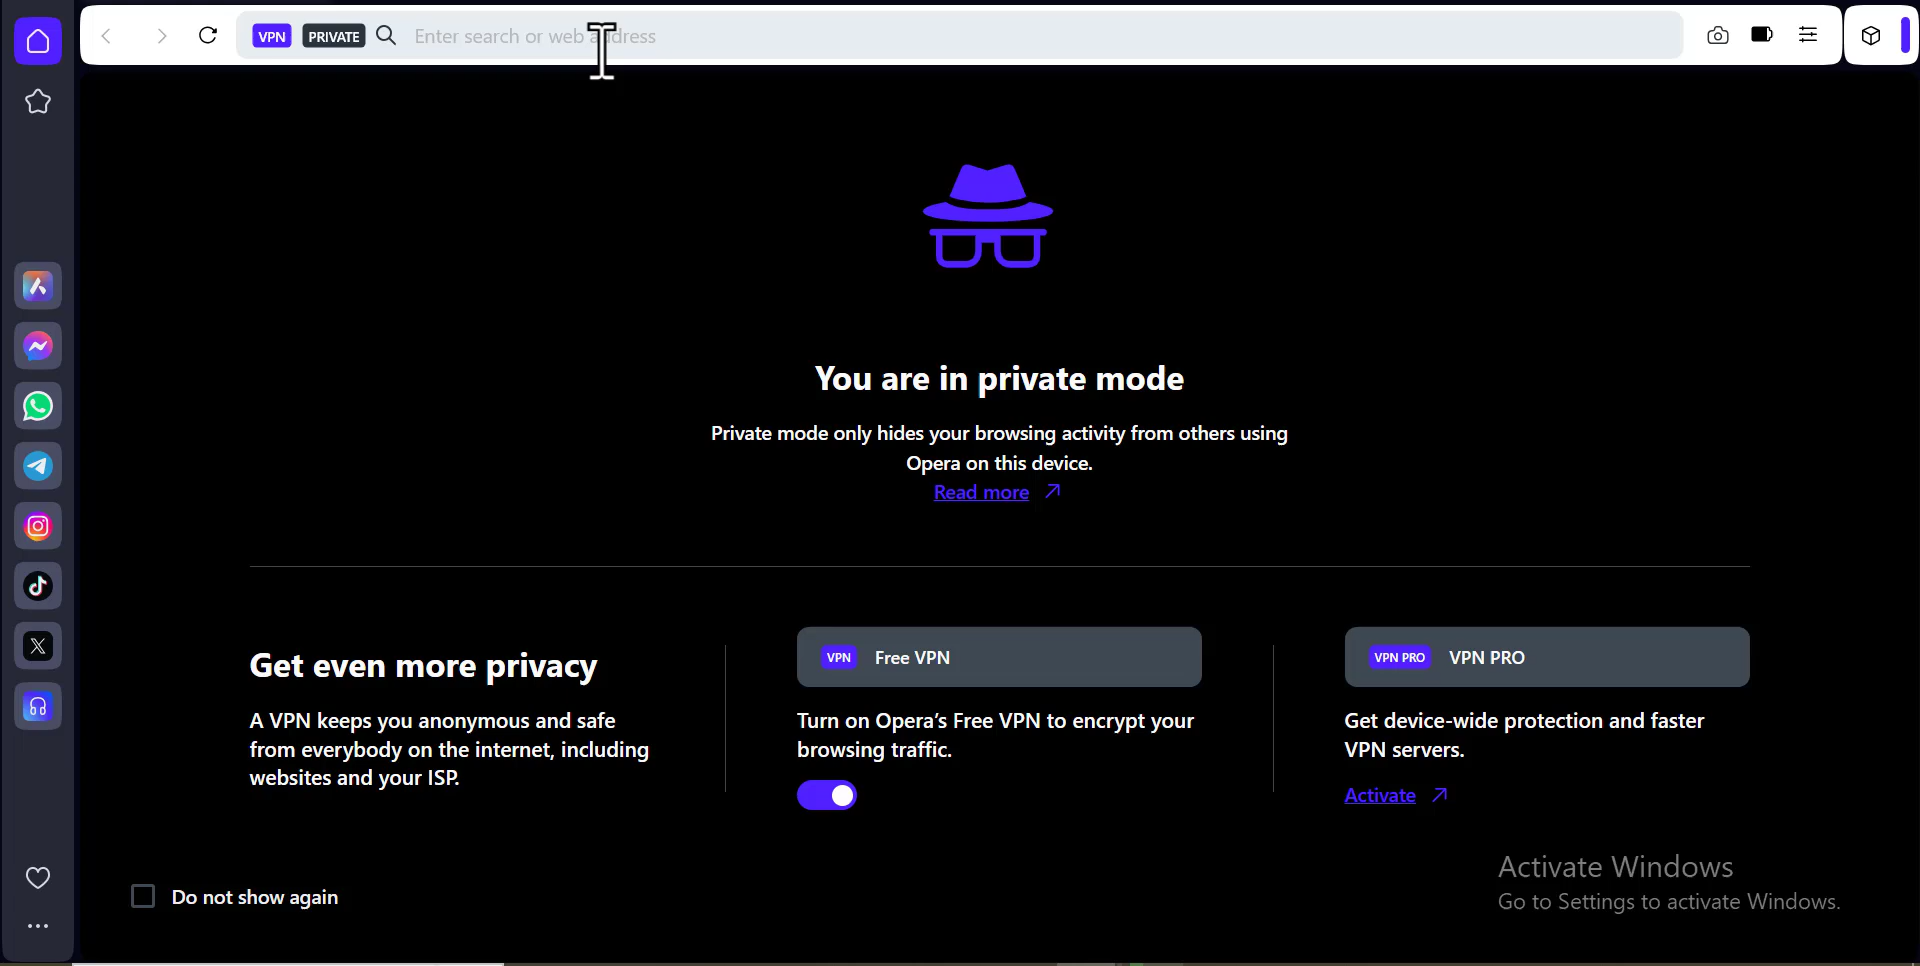 VPN PRIVATE Enter search or web address
You are in private mode
Private mode only hides your browsing activity from others using
Opera on this device.
Read more
Get even more privacy
A VPN keeps you anonymous and safe
from everybody on the internet, including
websites and your ISP.
VPN Free VPN
Turn on Opera's Free VPN to encrypt your
browsing traffic.
VPN PRO VPN PRO
Get device-wide protection and faster
VPN servers.
Activate
Do not show again
Activate Windows
Go to Settings to activate Windows.